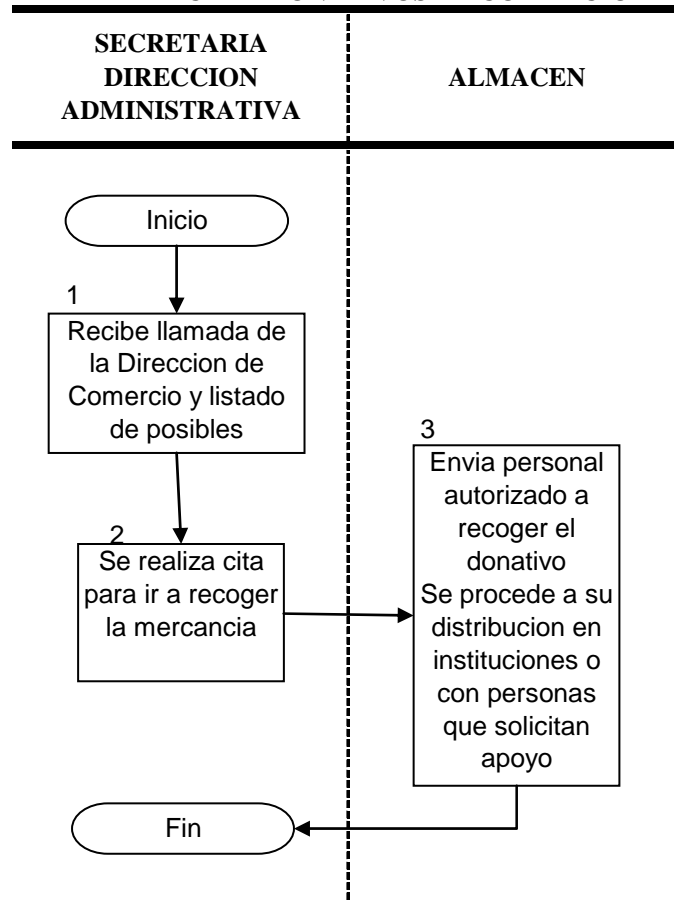 SECRETARIA
DIRECCION
ADMINISTRATIVA
ALMACEN
Inicio
1
Recibe llamada de
la Direccion de
Comercio y listado
de posibles
2
Se realiza cita
para ir a recoger
la mercancia
3
Envia personal
autorizado a
recoger el
donativo
Se procede a su
distribucion en
instituciones o
con personas
que solicitan
apoyo
Fin